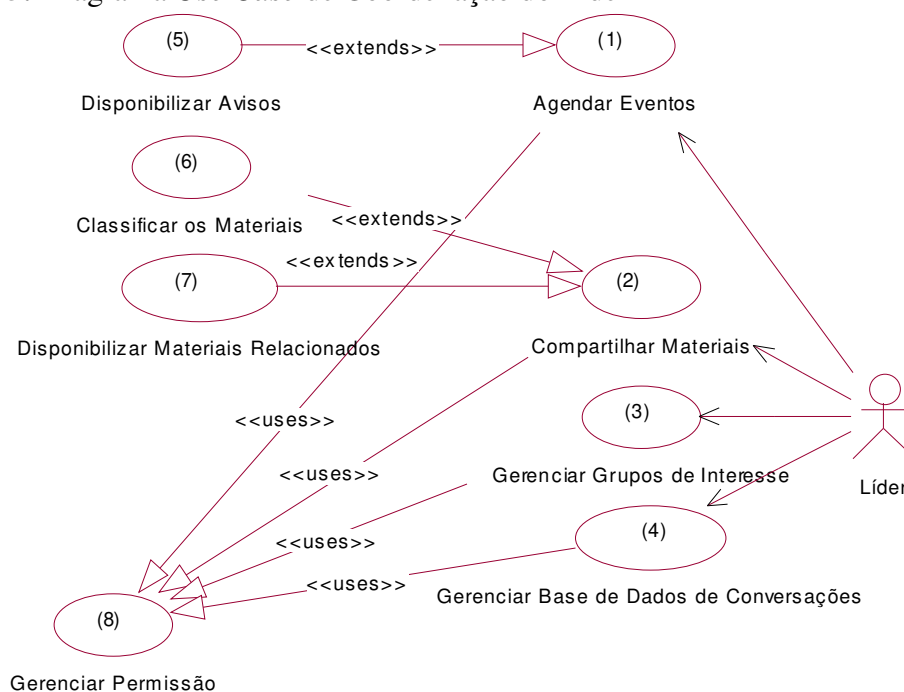 (5)
<<extends>>
(1)
Disponibilizar Avisos
Agendar Eventos
(6)
Classificar os Materiais
<<extends>>
<<extends>>
(7)
(2)
Disponibilizar Materiais Relacionados
Compartilhar Materiais
<<uses>>
(3)
<<uses>>
Gerenciar Grupos de Interesse
Líder
<<uses>>
(4)
<<uses>>
Gerenciar Base de Dados de Conversações
(8)
Gerenciar Permissão